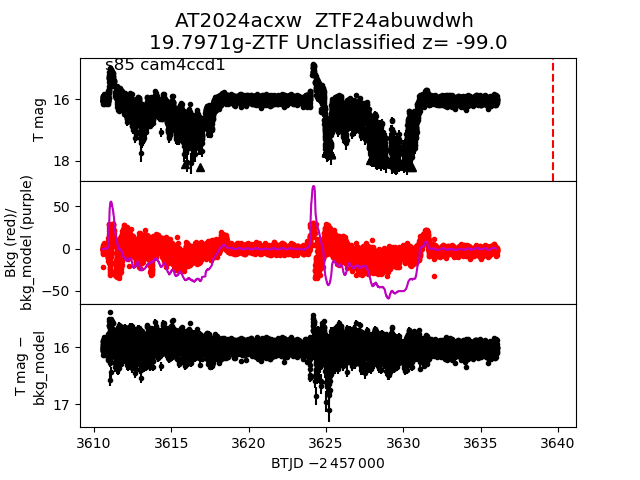 AT2024acxw  ZTF24abuwdwh
19.7971g-ZTF Unclassified z= -99.0
s85 cam4ccd1
T mag
16
18
Bkg (red)/
bkg_model (purple)
50
0
−50
T mag −
bkg_model
16
17
3610 3615 3620 3625 3630 3635 3640
BTJD −2 457 000